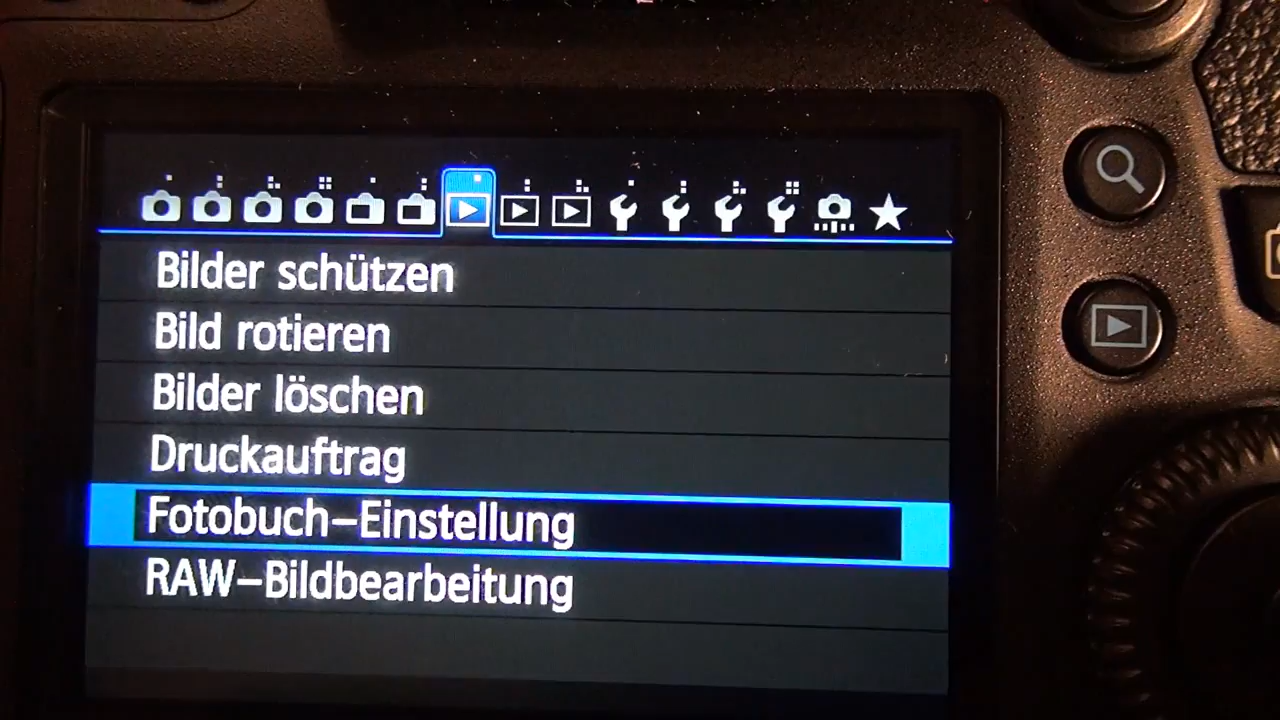 Bilder schützen
Bild rotieren
Bilder löschen
Druckauftrag
Fotobuch-Einstellung
RAW-Bildbearbeitung